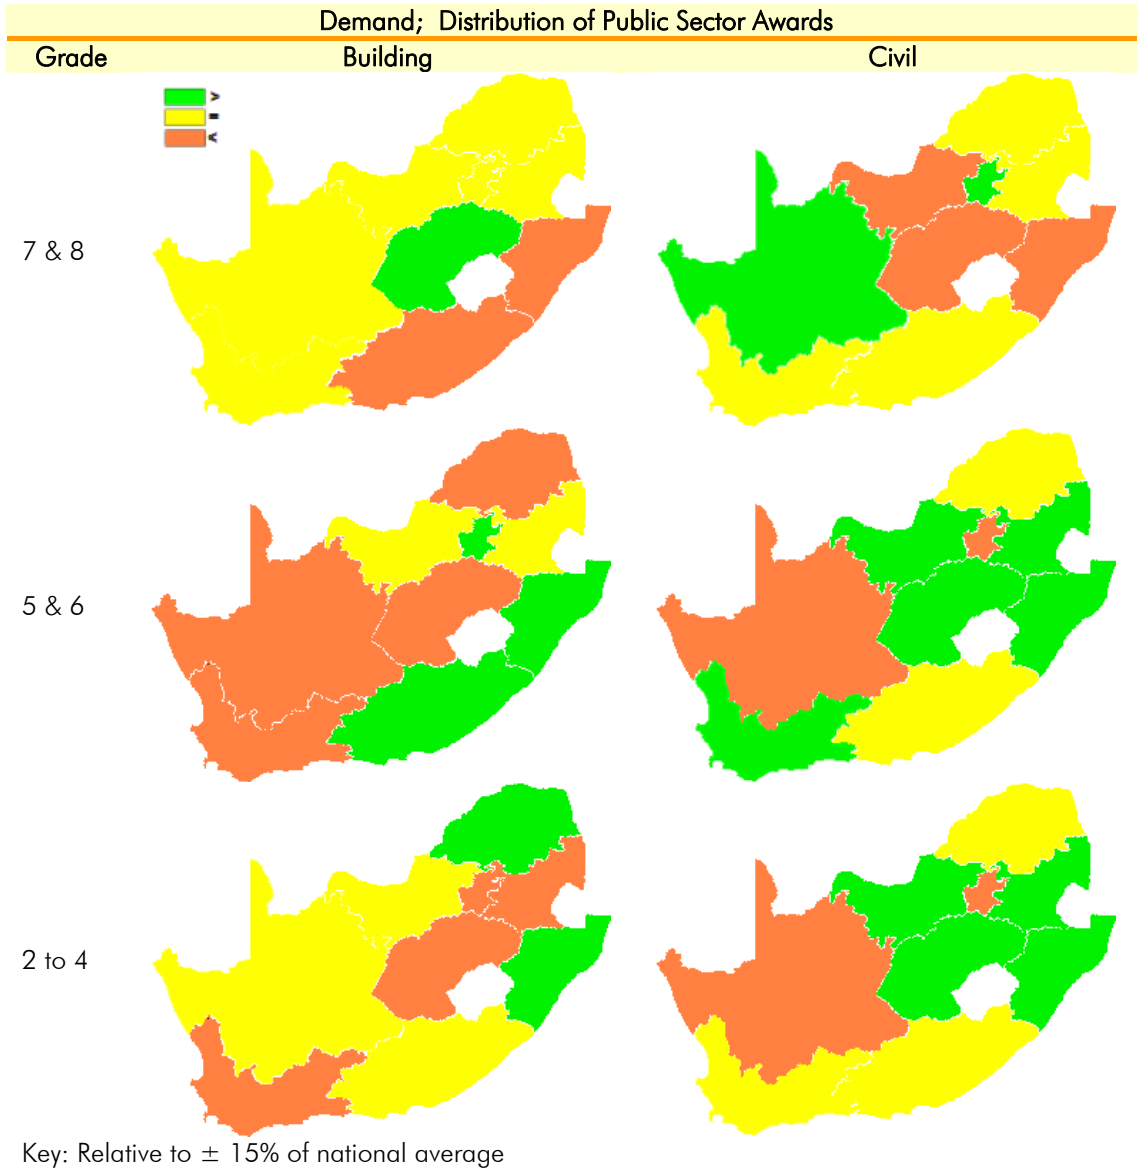 Demand;  Distribution of Public Sector Awards
Grade Building Civil
>
=
<
7 & 8
5 & 6
2 to 4
Key: Relative to ± 15% of national average